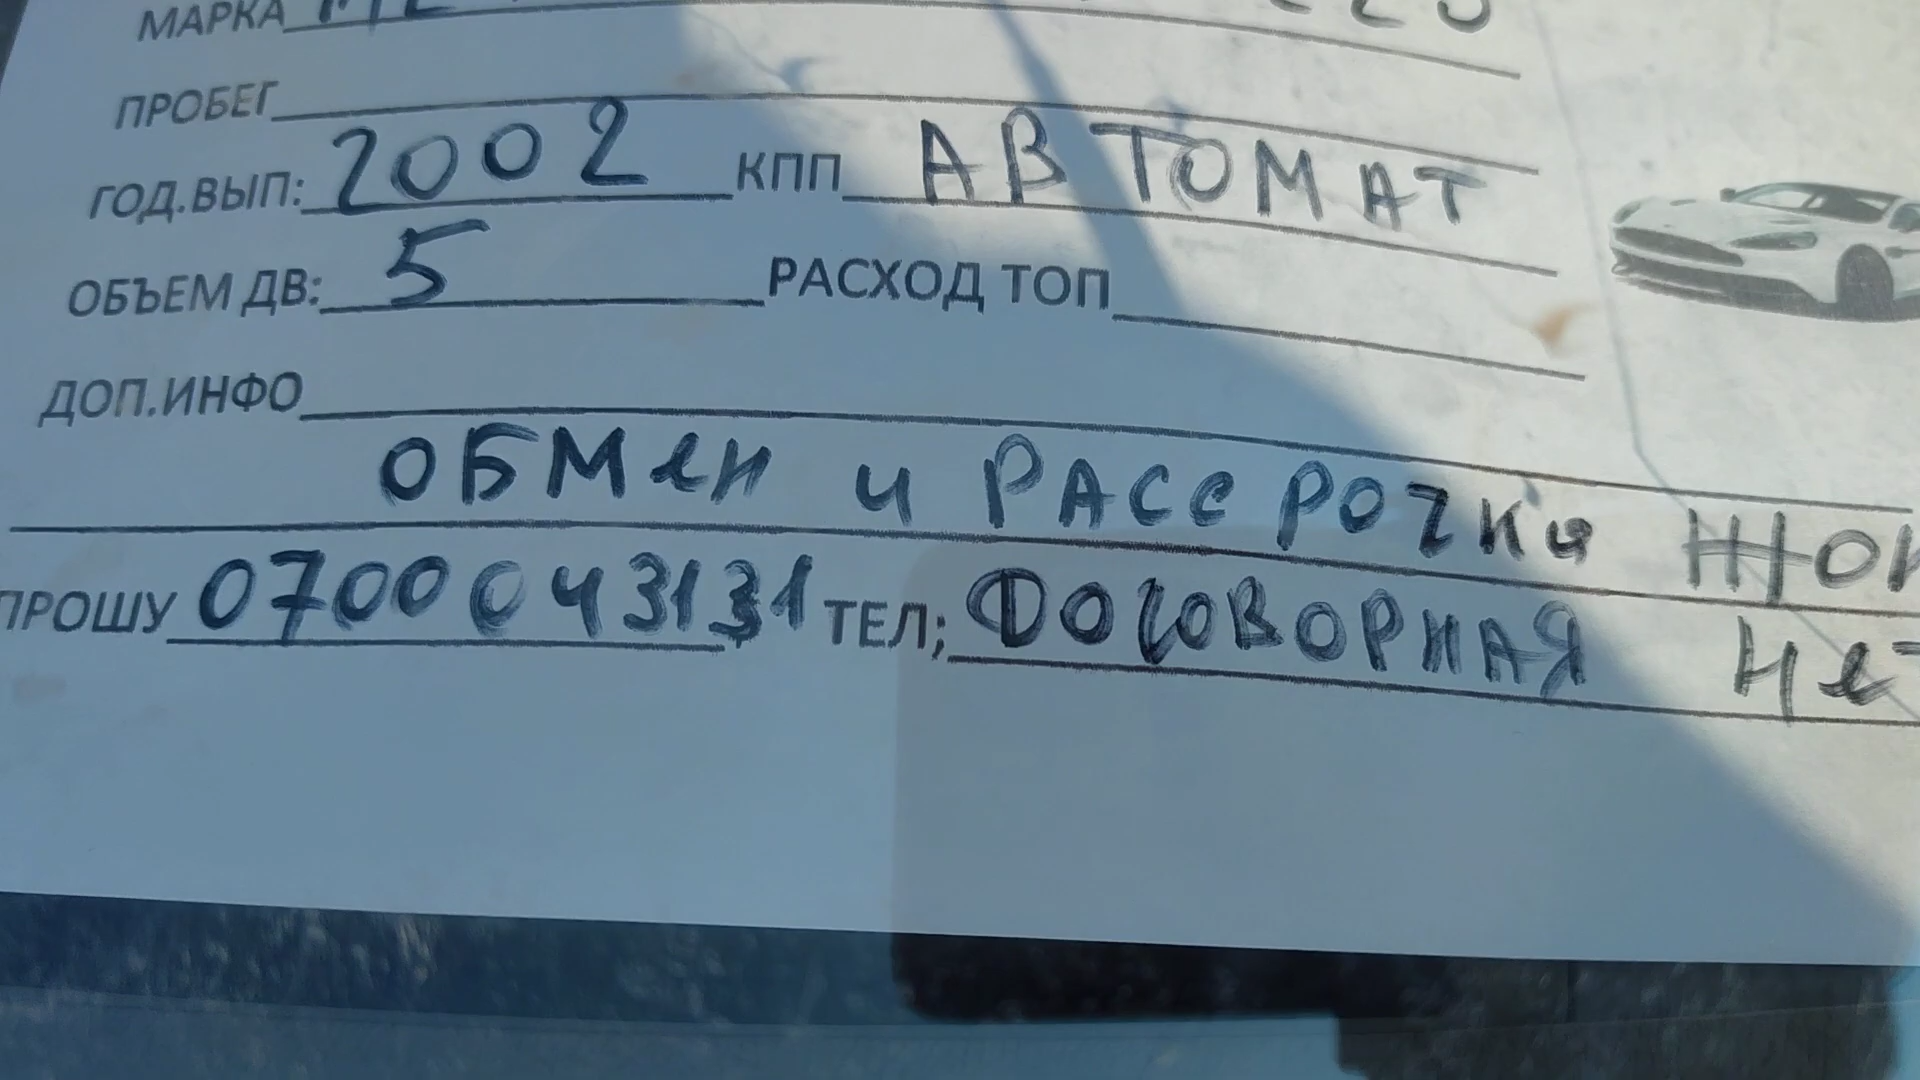 МАРКА
ПРОБЕГ
ГОД.ВЫП: 2002 КПП АВТОМАТ
ОБЪЕМ ДВ: 5 РАСХОД ТОП
ДОП.ИНФО
ОБМен и РАССРОЧКи
ПРОШУ 0700043131 ТЕЛ; ДОГОВОРНАЯ